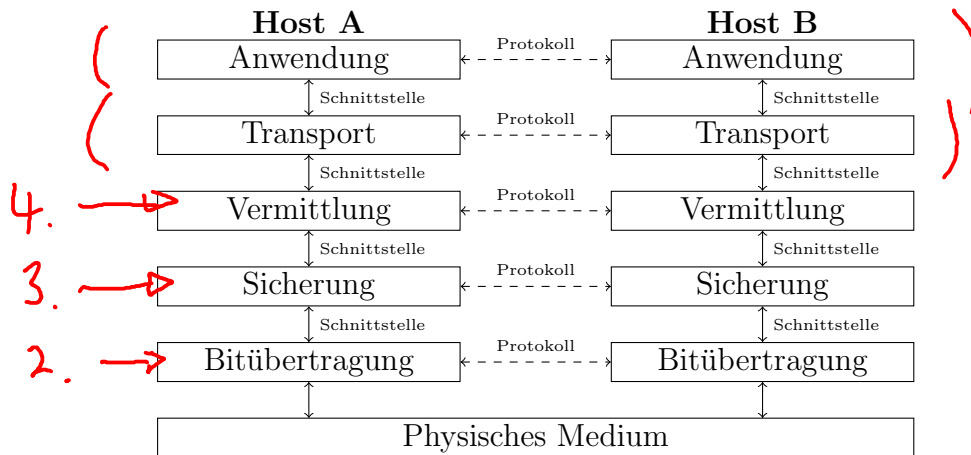 Host A Host B
Anwendung Protokoll Anwendung
Schnittstelle Schnittstelle
Transport Protokoll Transport
Schnittstelle Schnittstelle
4. Vermittlung Protokoll Vermittlung
Schnittstelle Schnittstelle
3. Sicherung Protokoll Sicherung
Schnittstelle Schnittstelle
2. Bitübertragung Protokoll Bitübertragung
Physisches Medium